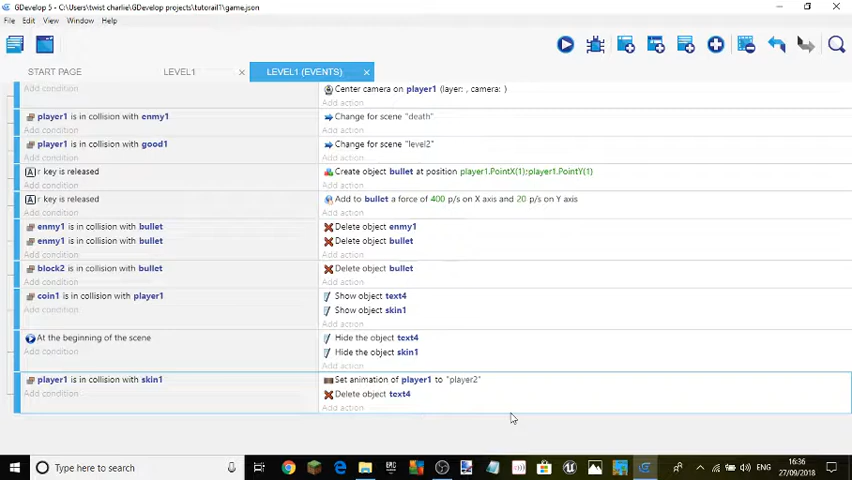 GDevelop 5 - C:\Users\twist charlie\GDevelop projects\tutorail1\game.json
File Edit View Window Help
START PAGE LEVEL1 LEVEL1 (EVENTS)
Add condition Center camera on player1 (layer: , camera: )
Add action
player1 is in collision with enmy1 Change for scene "death"
Add condition Add action
player1 is in collision with good1 Change for scene "level2"
Add condition Add action
r key is released Create object bullet at position player1.PointX(1);player1.PointY(1)
Add condition Add action
r key is released Add to bullet a force of 400 p/s on X axis and 20 p/s on Y axis
Add condition Add action
enmy1 is in collision with bullet Delete object enmy1
enmy1 is in collision with bullet Delete object bullet
Add condition Add action
block2 is in collision with bullet Delete object bullet
Add condition Add action
coin1 is in collision with player1 Show object text4
Add condition Show object skin1
Add action
At the beginning of the scene Hide the object text4
Add condition Hide the object skin1
Add action
player1 is in collision with skin1 Set animation of player1 to "player2"
Add condition Delete object text4
Add action
Type here to search ENG 16:36
27/09/2018